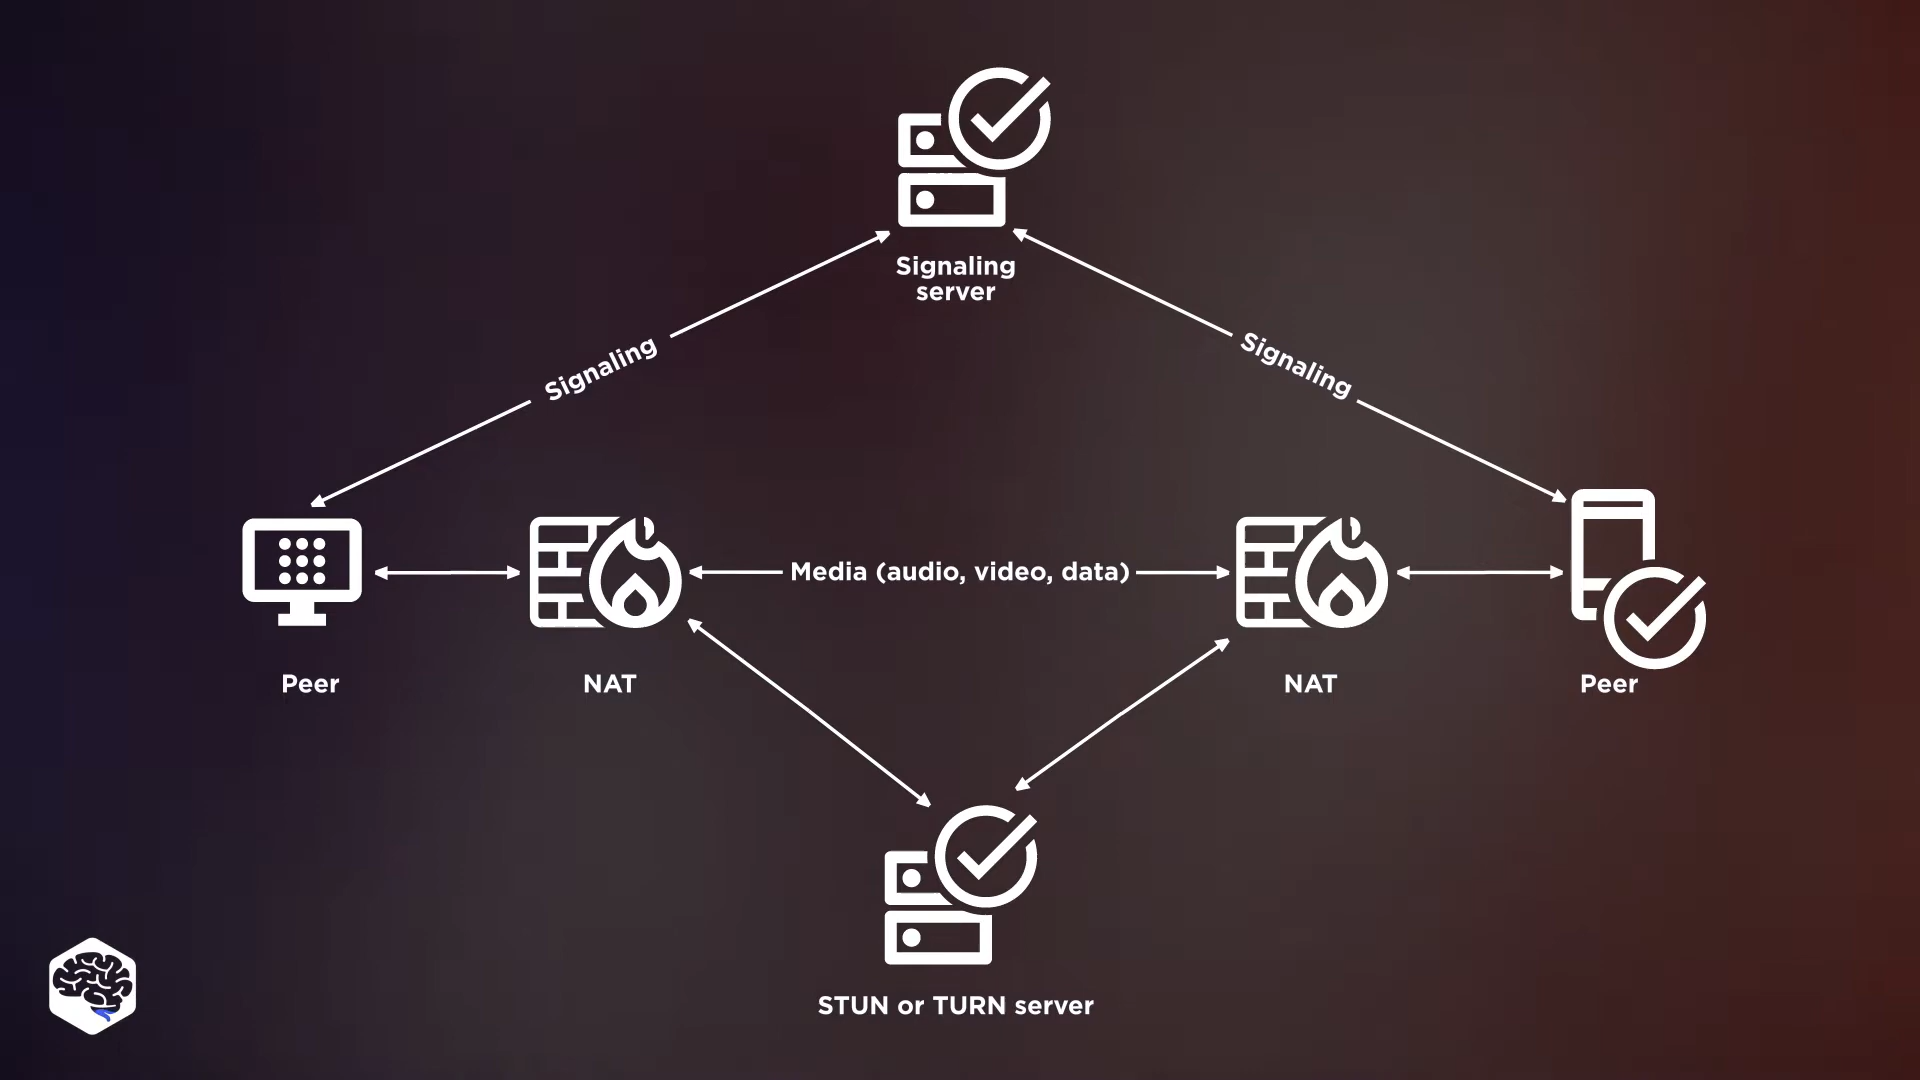 Signaling
server
Signaling
Signaling
Media (audio, video, data)
Peer
NAT
NAT
Peer
STUN or TURN server